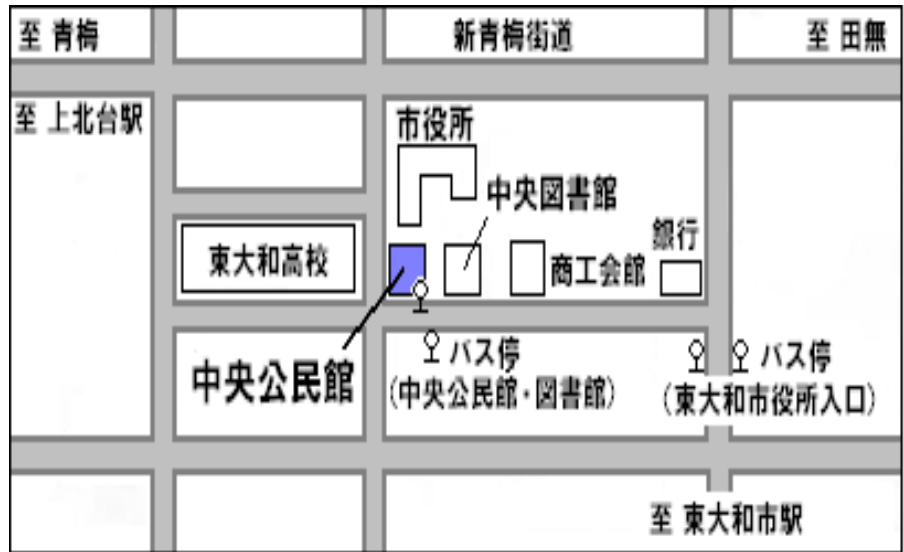 至 青梅
新青梅街道
至 田無
至 上北台駅
市役所
中央図書館
銀行
東大和高校
商工会館
中央公民館
バス停
(中央公民館・図書館)
バス停
(東大和市役所入口)
至 東大和市駅